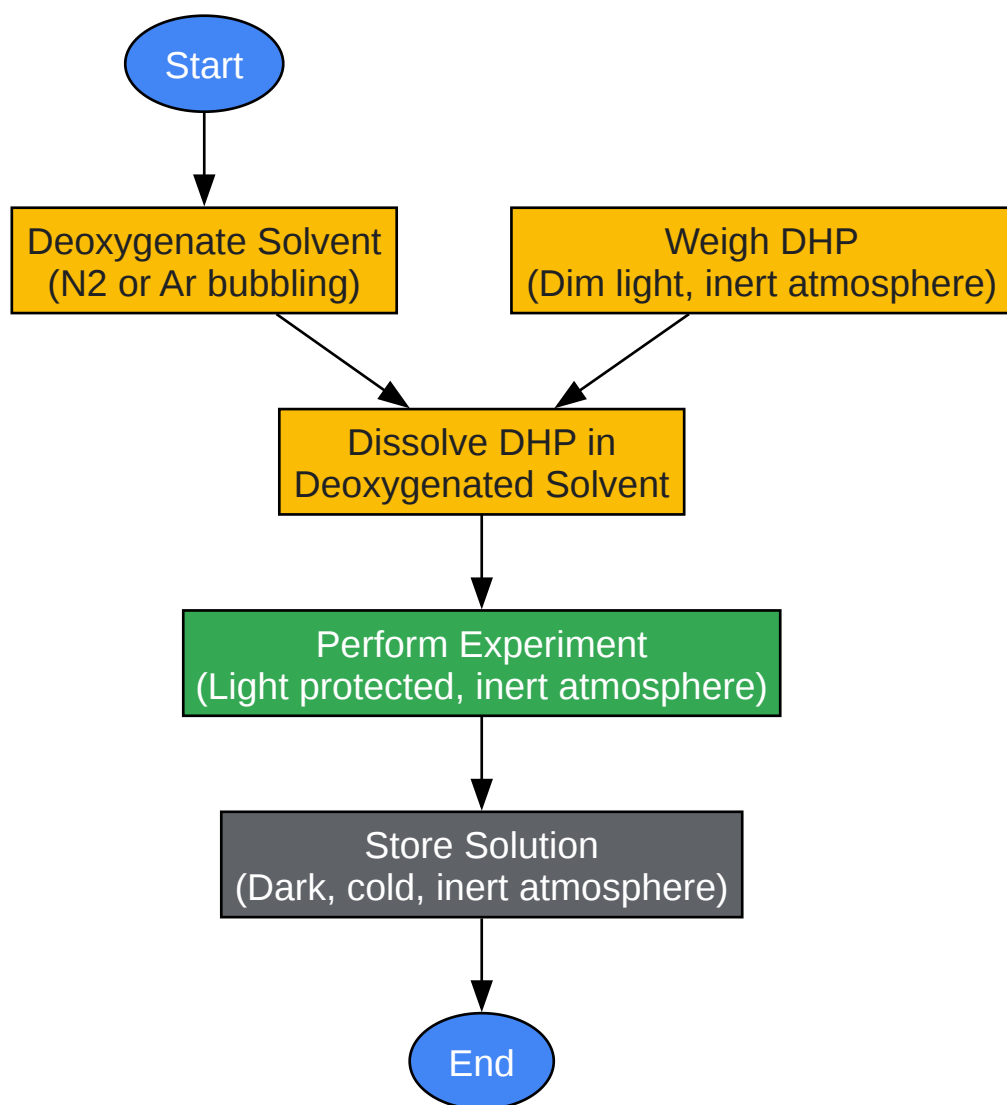 Start
Deoxygenate Solvent
(N2 or Ar bubbling)
Weigh DHP
(Dim light, inert atmosphere)
Dissolve DHP in
Deoxygenated Solvent
Perform Experiment
(Light protected, inert atmosphere)
Store Solution
(Dark, cold, inert atmosphere)
End